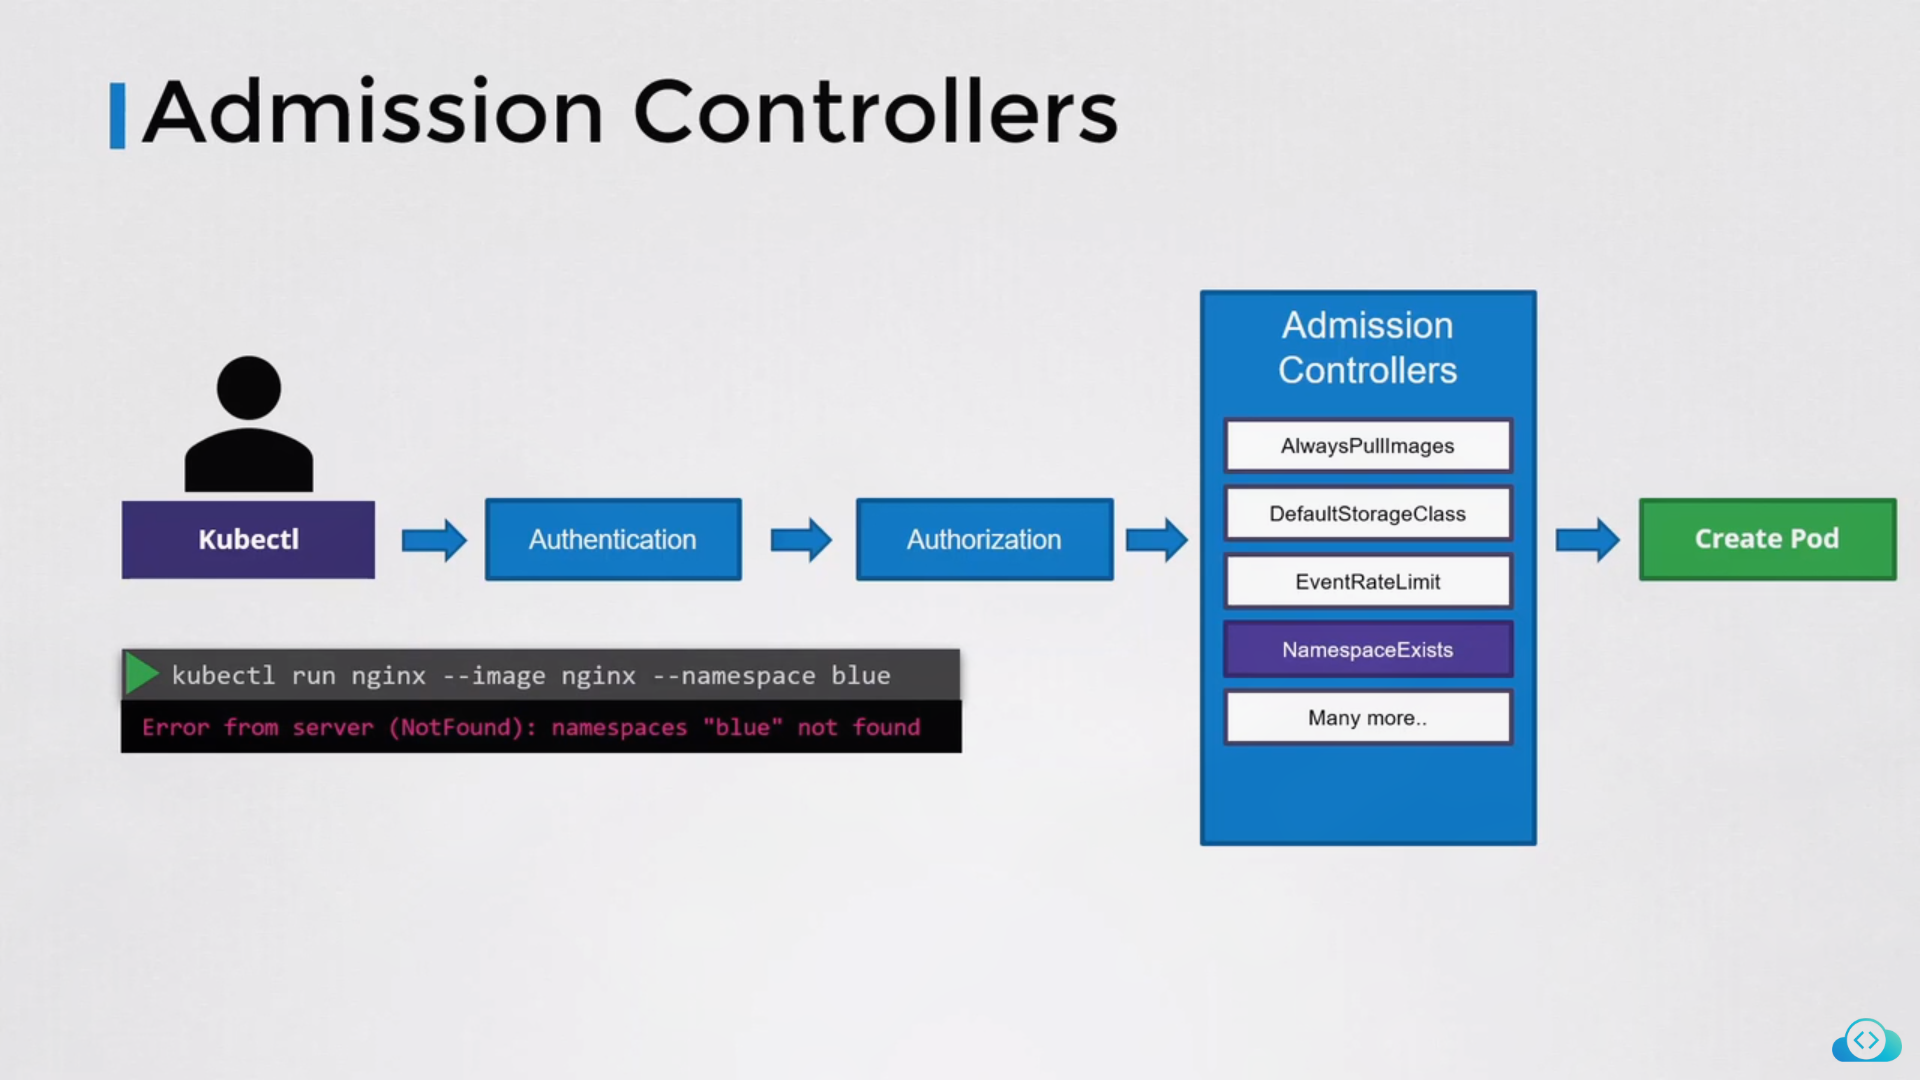 Admission Controllers
Kubectl
Authentication
Authorization
Admission
Controllers
AlwaysPullImages
DefaultStorageClass
EventRateLimit
NamespaceExists
Many more..
Create Pod
kubectl run nginx --image nginx --namespace blue
Error from server (NotFound): namespaces "blue" not found